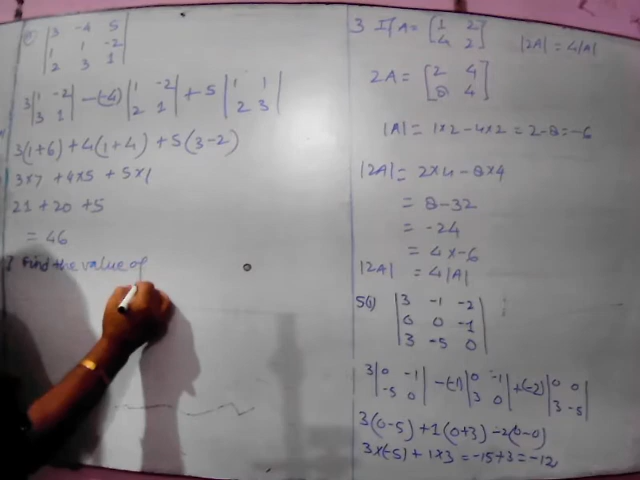 | 3 -4 5 |
| 1 1 -2 |
| 2 3 1 |
3 | 1 -2 | -(-4) | 1 -2 | + 5 | 1 1 |
| 3 1 | | 2 1 | | 2 3 |
3(1+6) + 4(1+4) + 5(3-2)
3×7 + 4×5 + 5×1
21 + 20 + 5
= 46
find the value of
3 If A = [ 1 2 ] |2A| = 4|A|
[ 4 2 ]
2A = [ 2 4 ]
[ 8 4 ]
|A| = 1×2 - 4×2 = 2-8 = -6
|2A| = 2×4 - 8×4
= 8-32
= -24
= 4×-6
|2A| = 4|A|
5(i) | 3 -1 -2 |
| 0 0 -1 |
| 3 -5 0 |
3 | 0 -1 | -(-1) | 0 -1 | +(-2) | 0 0 |
| -5 0 | | 3 0 | | 3 -5 |
3(0-5) + 1(0+3) - 2(0-0)
3×(-5) + 1×3 = -15+3 = -12